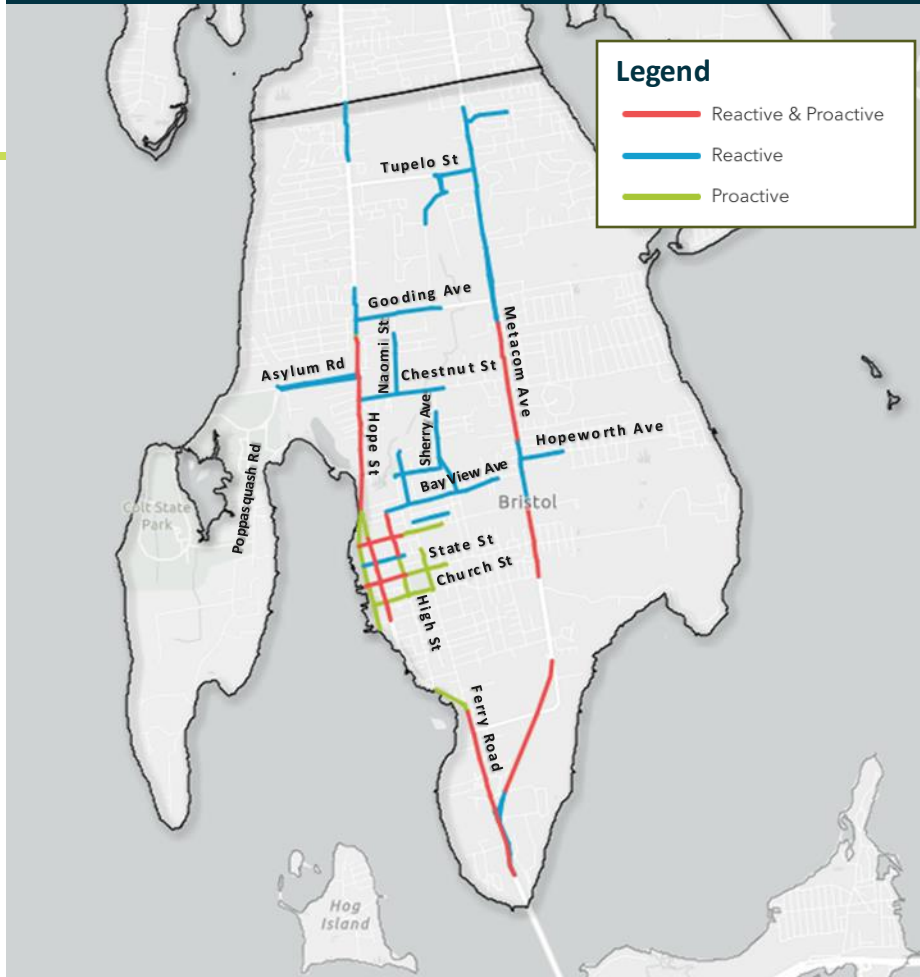 Legend
Reactive & Proactive
Reactive
Proactive
Tupelo St
Gooding Ave
Naomi St
Metacom Ave
Asylum Rd
Chestnut St
Hope St
Sherry Ave
Hopeworth Ave
Poppasquash Rd
BayView Ave
Bristol
Colt State
Park
State St
Church St
High St
Ferry Road
Hog
Island